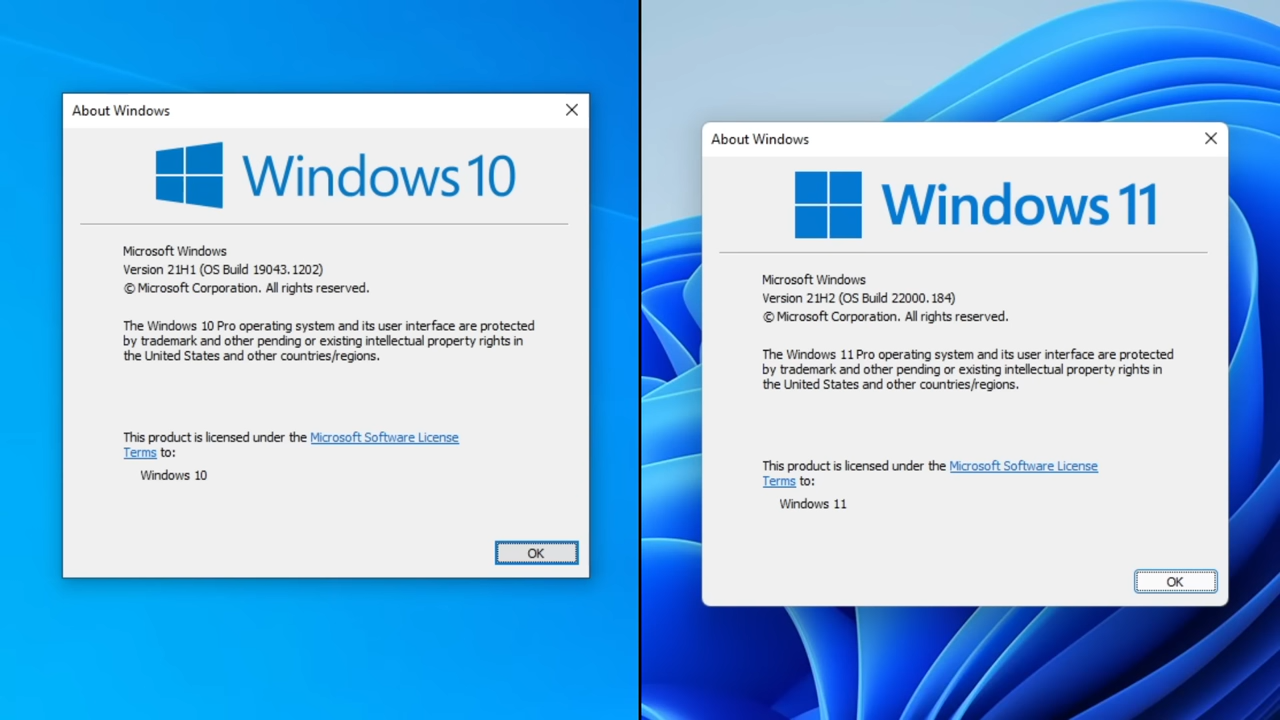 About Windows
Windows 10
Microsoft Windows
Version 21H1 (OS Build 19043.1202)
© Microsoft Corporation. All rights reserved.
The Windows 10 Pro operating system and its user interface are protected
by trademark and other pending or existing intellectual property rights in
the United States and other countries/regions.
This product is licensed under the Microsoft Software License
Terms to:
Windows 10
OK
About Windows
Windows 11
Microsoft Windows
Version 21H2 (OS Build 22000.184)
© Microsoft Corporation. All rights reserved.
The Windows 11 Pro operating system and its user interface are protected
by trademark and other pending or existing intellectual property rights in
the United States and other countries/regions.
This product is licensed under the Microsoft Software License
Terms to:
Windows 11
OK